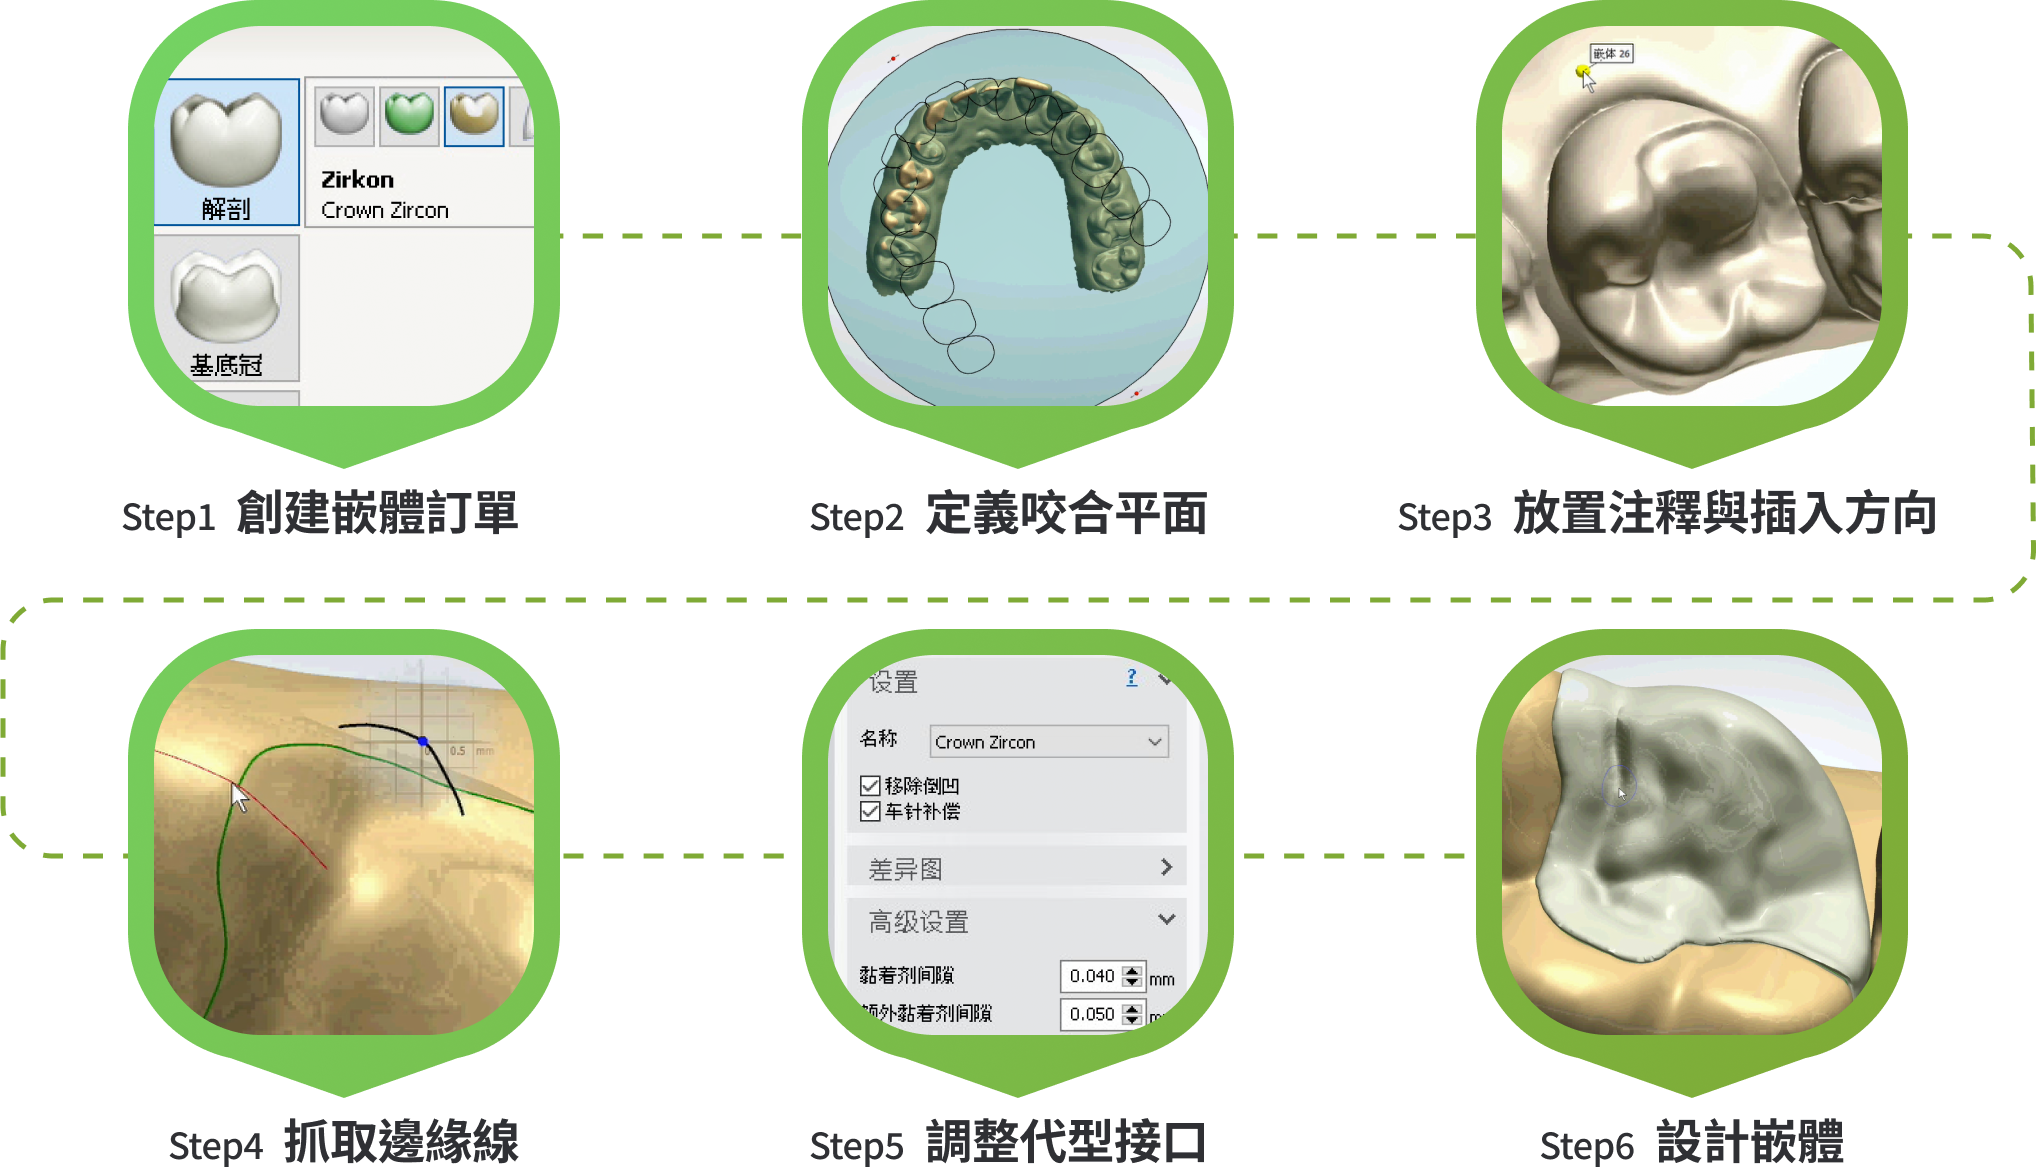 解剖
Zirkon
Crown Zircon
基底冠
嵌体 26
Step1 創建嵌體訂單
Step2 定義咬合平面
Step3 放置注釋與插入方向
0.5 mm
设置 ?
名称 Crown Zircon
移除倒凹
车针补偿
差异图
高级设置
黏着剂间隙 0.040 mm
额外黏着剂间隙 0.050
Step4 抓取邊緣線
Step5 調整代型接口
Step6 設計嵌體